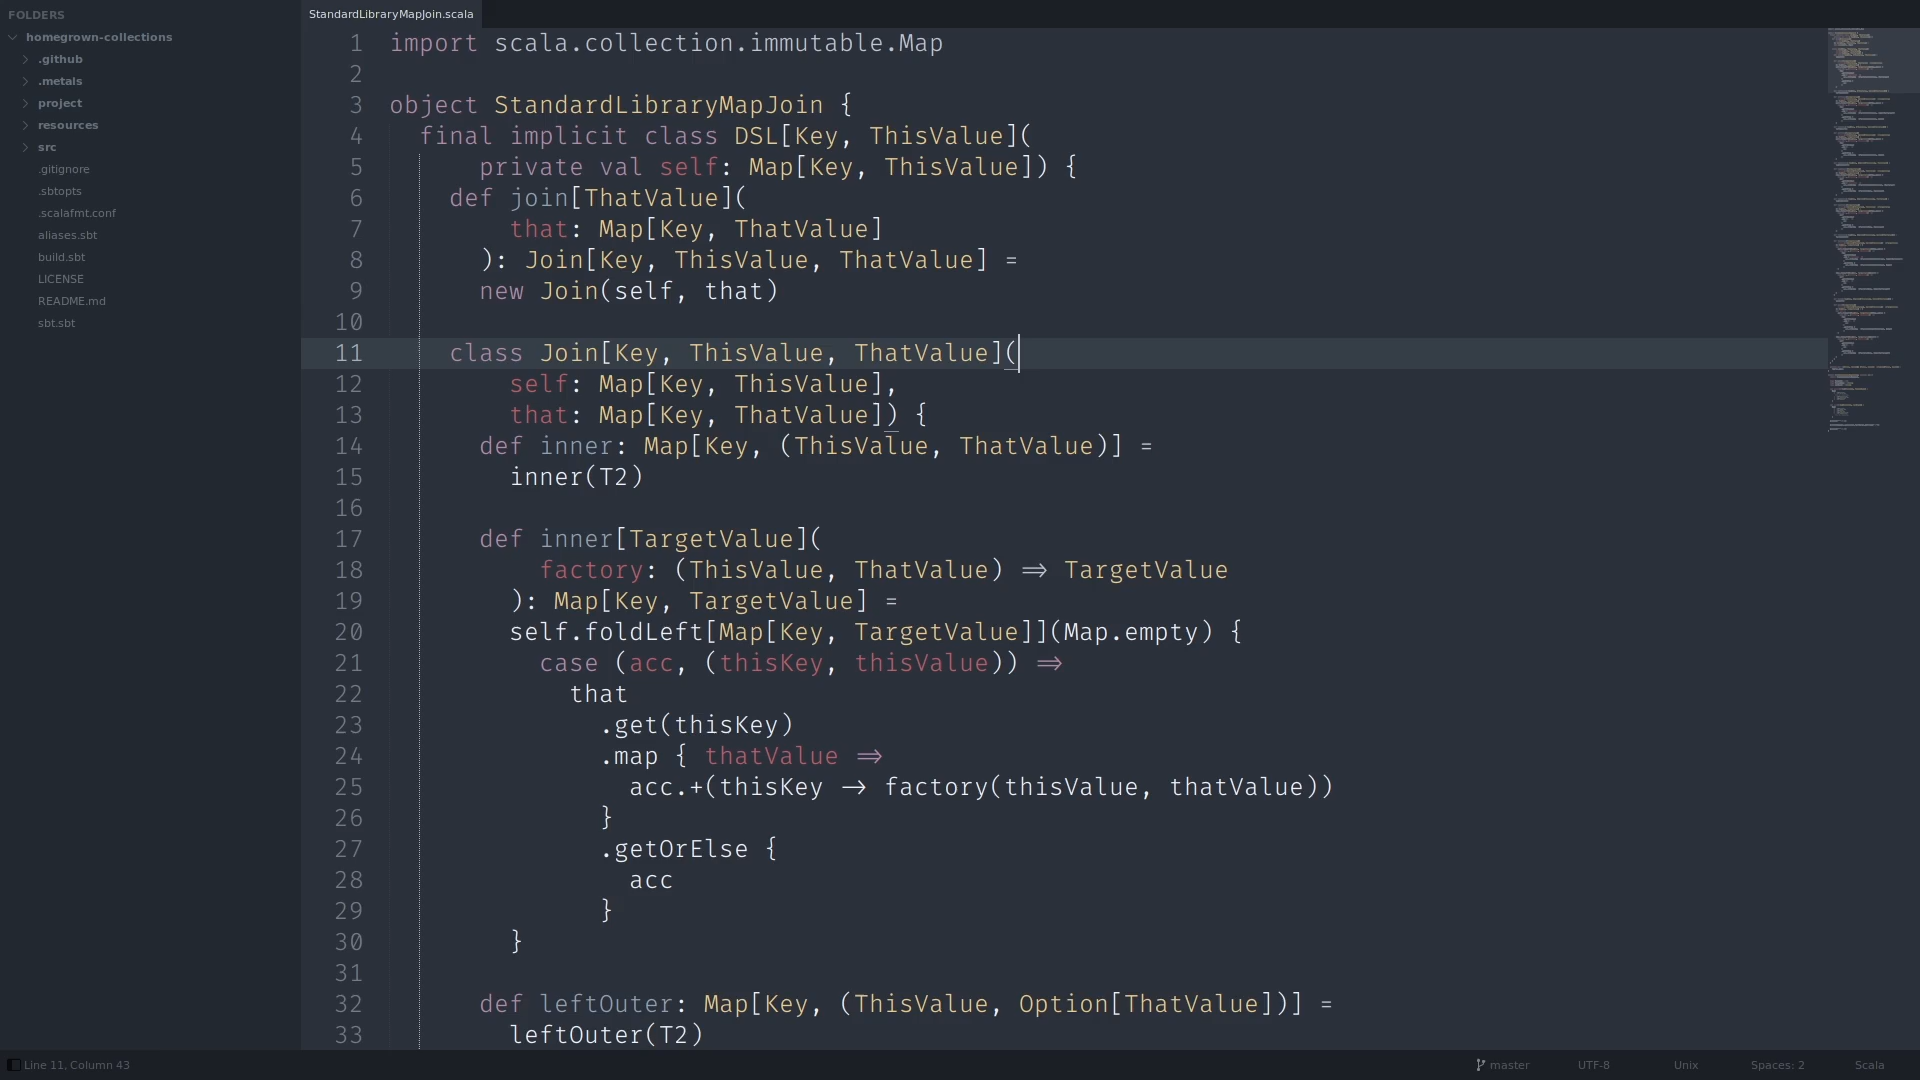 FOLDERS
homegrown-collections
.github
.metals
project
resources
src
.gitignore
.sbtopts
.scalafmt.conf
aliases.sbt
build.sbt
LICENSE
README.md
sbt.sbt
StandardLibraryMapJoin.scala
1 import scala.collection.immutable.Map
2
3 object StandardLibraryMapJoin {
4 final implicit class DSL[Key, ThisValue](
5 private val self: Map[Key, ThisValue]) {
6 def join[ThatValue](
7 that: Map[Key, ThatValue]
8 ): Join[Key, ThisValue, ThatValue] =
9 new Join(self, that)
10
11 class Join[Key, ThisValue, ThatValue](
12 self: Map[Key, ThisValue],
13 that: Map[Key, ThatValue]) {
14 def inner: Map[Key, (ThisValue, ThatValue)] =
15 inner(T2)
16
17 def inner[TargetValue](
18 factory: (ThisValue, ThatValue) ⇒ TargetValue
19 ): Map[Key, TargetValue] =
20 self.foldLeft[Map[Key, TargetValue]](Map.empty) {
21 case (acc, (thisKey, thisValue)) ⇒
22 that
23 .get(thisKey)
24 .map { thatValue ⇒
25 acc.+(thisKey → factory(thisValue, thatValue))
26 }
27 .getOrElse {
28 acc
29 }
30 }
31
32 def leftOuter: Map[Key, (ThisValue, Option[ThatValue])] =
33 leftOuter(T2)
Line 11, Column 43
master
UTF-8
Unix
Spaces: 2
Scala